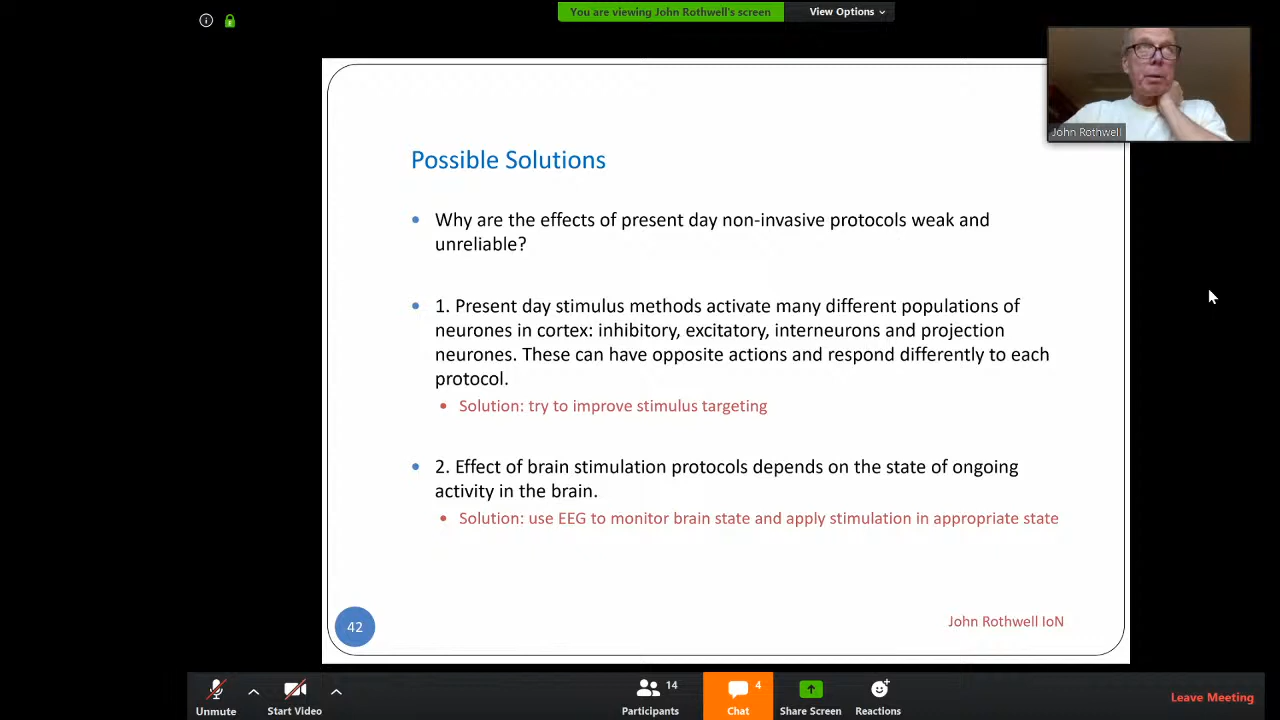 You are viewing John Rothwell's screen
View Options
John Rothwell
Possible Solutions
Why are the effects of present day non-invasive protocols weak and
unreliable?
1. Present day stimulus methods activate many different populations of
neurones in cortex: inhibitory, excitatory, interneurons and projection
neurones. These can have opposite actions and respond differently to each
protocol.
Solution: try to improve stimulus targeting
2. Effect of brain stimulation protocols depends on the state of ongoing
activity in the brain.
Solution: use EEG to monitor brain state and apply stimulation in appropriate state
42
John Rothwell IoN
Unmute
Start Video
14
Participants
4
Chat
Share Screen
Reactions
Leave Meeting